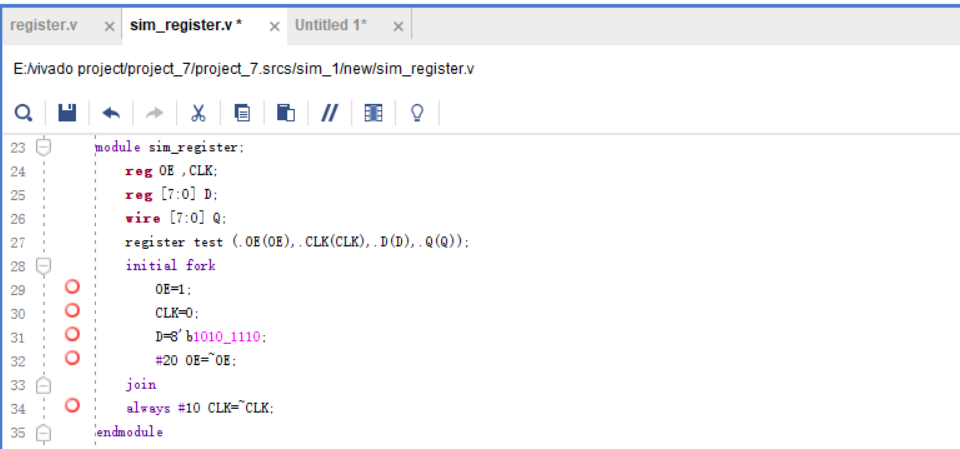 register.v × sim_register.v * × Untitled 1* ×
E:/vivado project/project_7/project_7.srcs/sim_1/new/sim_register.v
23 module sim_register;
24 reg OE ,CLK;
25 reg [7:0] D;
26 wire [7:0] Q;
27 register test (.OE(OE),.CLK(CLK),.D(D),.Q(Q));
28 initial fork
29 OE=1;
30 CLK=0;
31 D=8'b1010_1110;
32 #20 OE=~OE;
33 join
34 always #10 CLK=~CLK;
35 endmodule